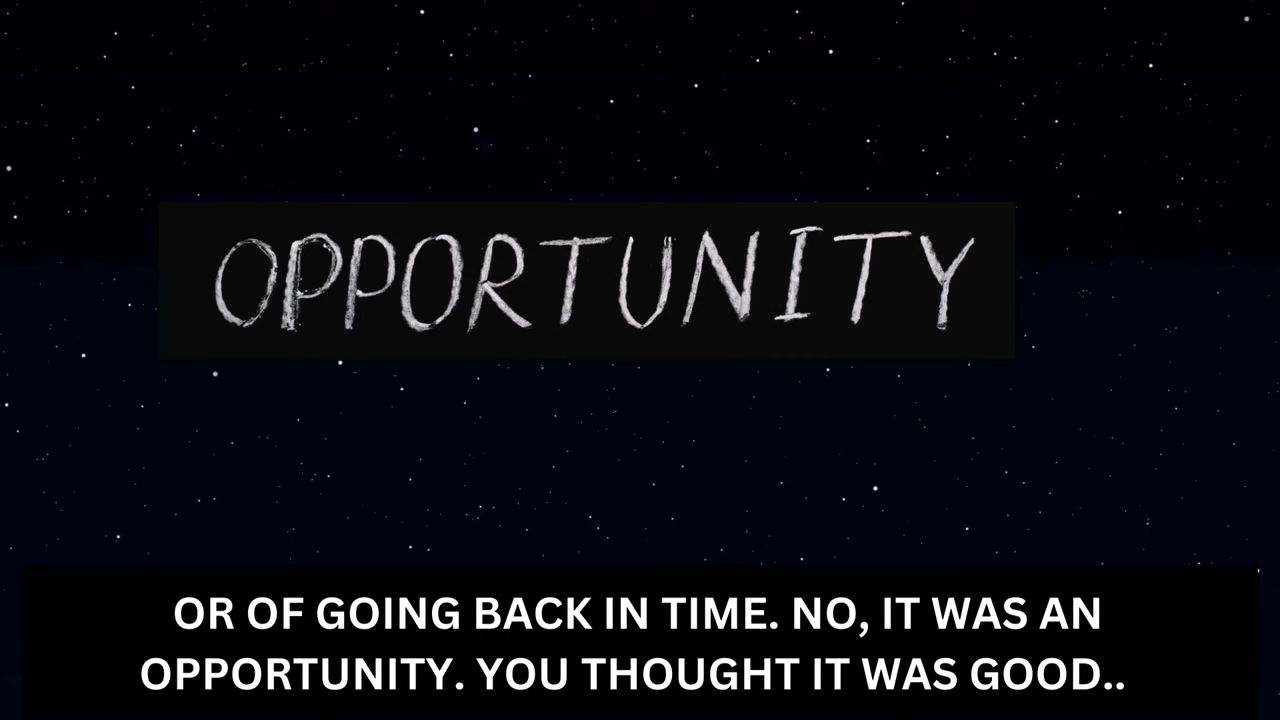 OPPORTUNITY
OR OF GOING BACK IN TIME. NO, IT WAS AN
OPPORTUNITY. YOU THOUGHT IT WAS GOOD..